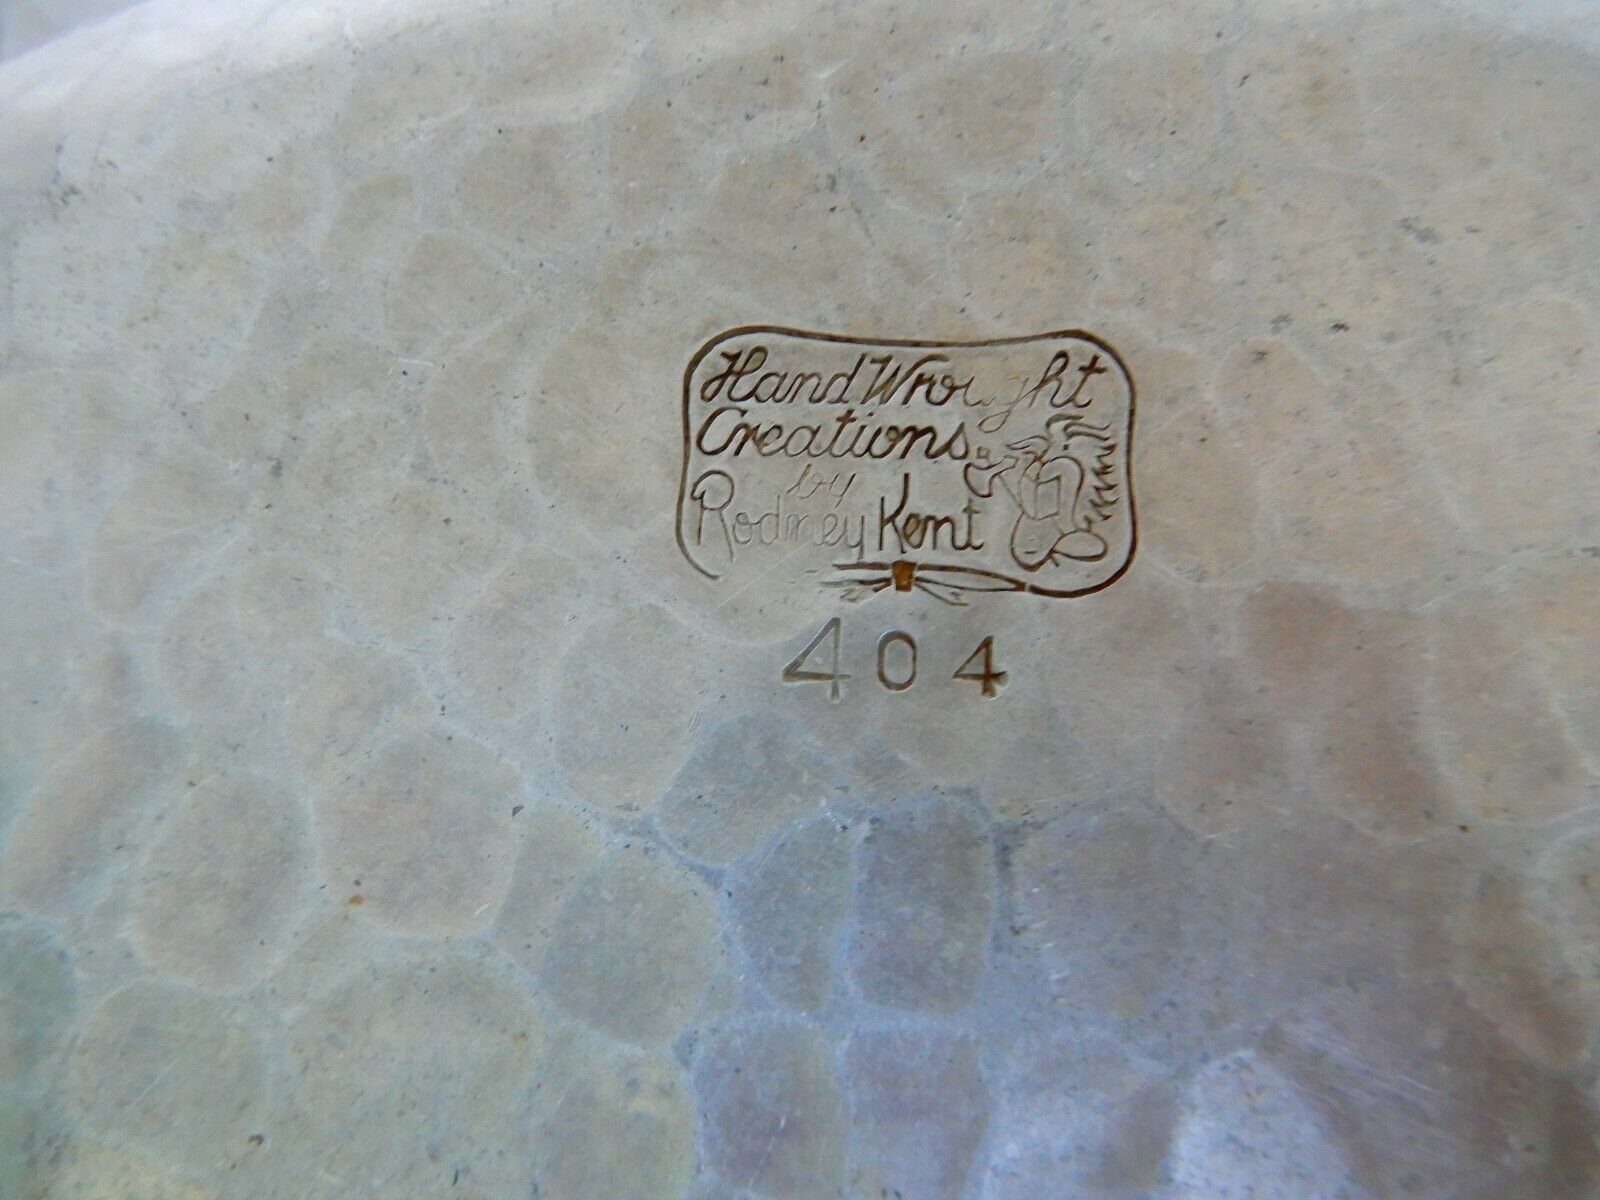 Hand Wrought
Creations
by
Rodney Kent
404